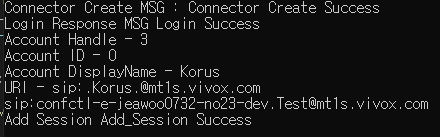 Connector Create MSG : Connector Create Success
Login Response MSG Login Success
Account Handle - 3
Account ID - 0
Account DisplayName - Korus
URI - sip:.Korus.@mt1s.vivox.com
sip:confctl-e-jeawoo0732-no23-dev.Test@mt1s.vivox.com
Add Session Add_Session Success